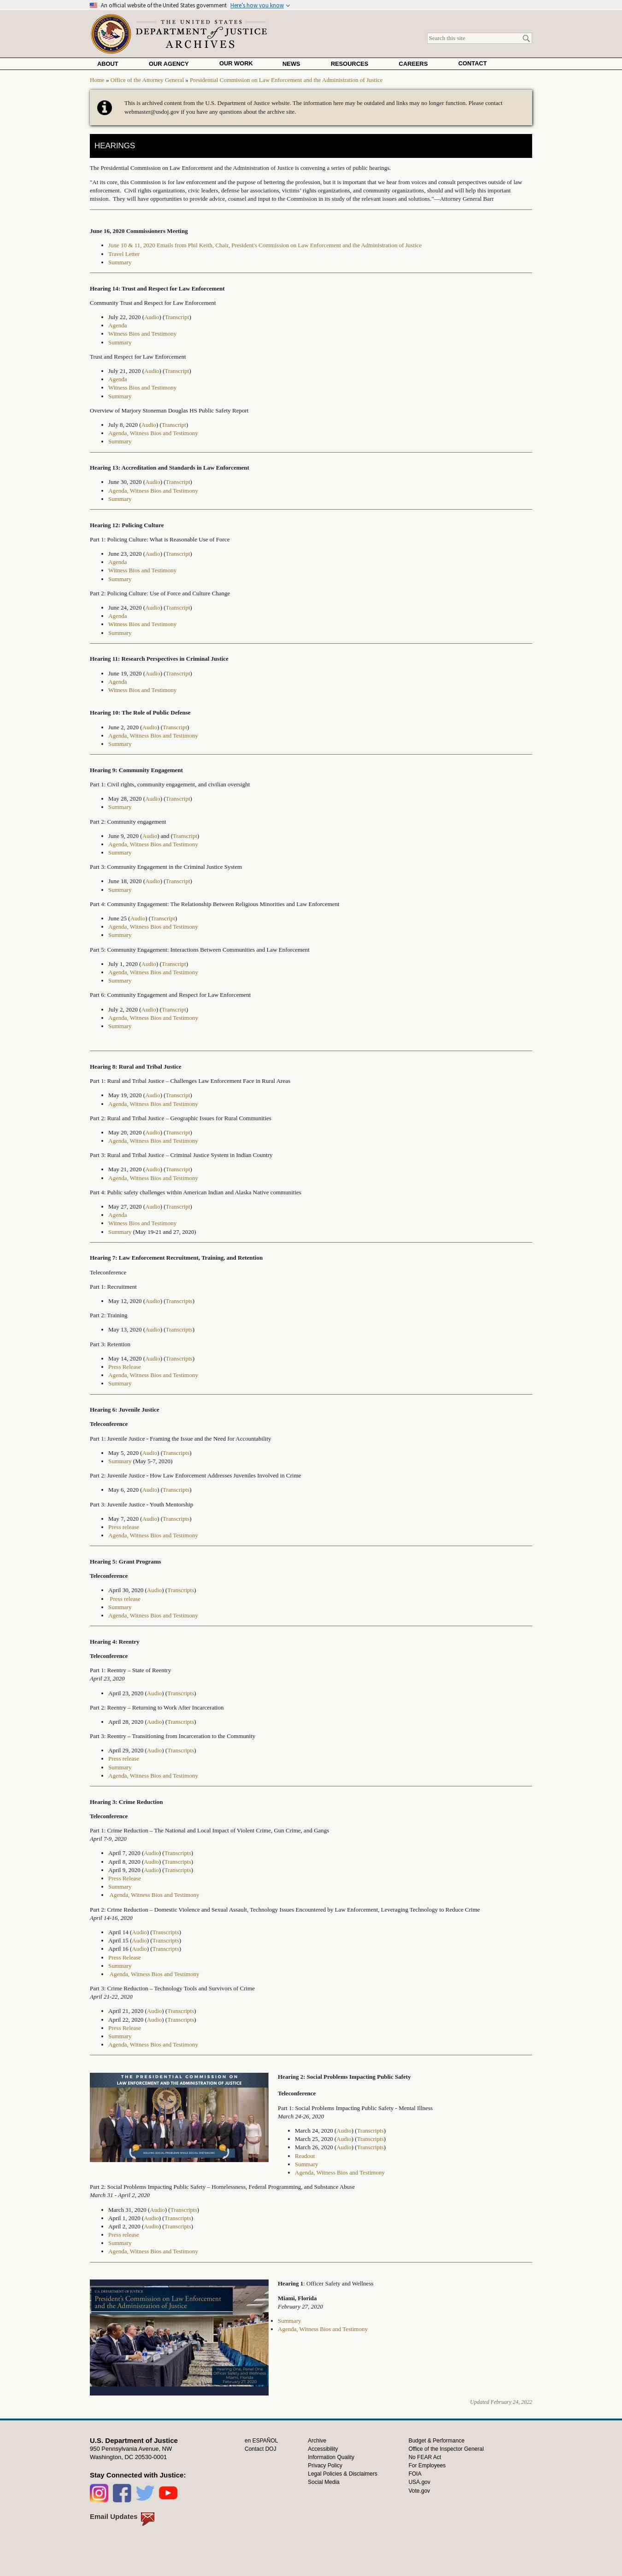 An official website of the United States government Here's how you know
THE UNITED STATES
DEPARTMENT OF JUSTICE
ARCHIVES
Search this site
ABOUT OUR AGENCY OUR WORK NEWS RESOURCES CAREERS CONTACT
Home » Office of the Attorney General » Presidential Commission on Law Enforcement and the Administration of Justice
This is archived content from the U.S. Department of Justice website. The information here may be outdated and links may no longer function. Please contact
webmaster@usdoj.gov if you have any questions about the archive site.
HEARINGS
The Presidential Commission on Law Enforcement and the Administration of Justice is convening a series of public hearings.
"At its core, this Commission is for law enforcement and the purpose of bettering the profession, but it is important that we hear from voices and consult perspectives outside of law
enforcement. Civil rights organizations, civic leaders, defense bar associations, victims' rights organizations, and community organizations, should and will help this important
mission. They will have opportunities to provide advice, counsel and input to the Commission in its study of the relevant issues and solutions."—Attorney General Barr
June 16, 2020 Commissioners Meeting
June 10 & 11, 2020 Emails from Phil Keith, Chair, President's Commission on Law Enforcement and the Administration of Justice
Travel Letter
Summary
Hearing 14: Trust and Respect for Law Enforcement
Community Trust and Respect for Law Enforcement
July 22, 2020 (Audio) (Transcript)
Agenda
Witness Bios and Testimony
Summary
Trust and Respect for Law Enforcement
July 21, 2020 (Audio) (Transcript)
Agenda
Witness Bios and Testimony
Summary
Overview of Marjory Stoneman Douglas HS Public Safety Report
July 8, 2020 (Audio) (Transcript)
Agenda, Witness Bios and Testimony
Summary
Hearing 13: Accreditation and Standards in Law Enforcement
June 30, 2020 (Audio) (Transcript)
Agenda, Witness Bios and Testimony
Summary
Hearing 12: Policing Culture
Part 1: Policing Culture: What is Reasonable Use of Force
June 23, 2020 (Audio) (Transcript)
Agenda
Witness Bios and Testimony
Summary
Part 2: Policing Culture: Use of Force and Culture Change
June 24, 2020 (Audio) (Transcript)
Agenda
Witness Bios and Testimony
Summary
Hearing 11: Research Perspectives in Criminal Justice
June 19, 2020 (Audio) (Transcript)
Agenda
Witness Bios and Testimony
Hearing 10: The Role of Public Defense
June 2, 2020 (Audio) (Transcript)
Agenda, Witness Bios and Testimony
Summary
Hearing 9: Community Engagement
Part 1: Civil rights, community engagement, and civilian oversight
May 28, 2020 (Audio) (Transcript)
Summary
Part 2: Community engagement
June 9, 2020 (Audio) and (Transcript)
Agenda, Witness Bios and Testimony
Summary
Part 3: Community Engagement in the Criminal Justice System
June 18, 2020 (Audio) (Transcript)
Summary
Part 4: Community Engagement: The Relationship Between Religious Minorities and Law Enforcement
June 25 (Audio) (Transcript)
Agenda, Witness Bios and Testimony
Summary
Part 5: Community Engagement: Interactions Between Communities and Law Enforcement
July 1, 2020 (Audio) (Transcript)
Agenda, Witness Bios and Testimony
Summary
Part 6: Community Engagement and Respect for Law Enforcement
July 2, 2020 (Audio) (Transcript)
Agenda, Witness Bios and Testimony
Summary
Hearing 8: Rural and Tribal Justice
Part 1: Rural and Tribal Justice – Challenges Law Enforcement Face in Rural Areas
May 19, 2020 (Audio) (Transcript)
Agenda, Witness Bios and Testimony
Part 2: Rural and Tribal Justice – Geographic Issues for Rural Communities
May 20, 2020 (Audio) (Transcript)
Agenda, Witness Bios and Testimony
Part 3: Rural and Tribal Justice – Criminal Justice System in Indian Country
May 21, 2020 (Audio) (Transcript)
Agenda, Witness Bios and Testimony
Part 4: Public safety challenges within American Indian and Alaska Native communities
May 27, 2020 (Audio) (Transcript)
Agenda
Witness Bios and Testimony
Summary (May 19-21 and 27, 2020)
Hearing 7: Law Enforcement Recruitment, Training, and Retention
Teleconference
Part 1: Recruitment
May 12, 2020 (Audio) (Transcripts)
Part 2: Training
May 13, 2020 (Audio) (Transcripts)
Part 3: Retention
May 14, 2020 (Audio) (Transcripts)
Press Release
Agenda, Witness Bios and Testimony
Summary
Hearing 6: Juvenile Justice
Teleconference
Part 1: Juvenile Justice - Framing the Issue and the Need for Accountability
May 5, 2020 (Audio) (Transcripts)
Summary (May 5-7, 2020)
Part 2: Juvenile Justice - How Law Enforcement Addresses Juveniles Involved in Crime
May 6, 2020 (Audio) (Transcripts)
Part 3: Juvenile Justice - Youth Mentorship
May 7, 2020 (Audio) (Transcripts)
Press release
Agenda, Witness Bios and Testimony
Hearing 5: Grant Programs
Teleconference
April 30, 2020 (Audio) (Transcripts)
Press release
Summary
Agenda, Witness Bios and Testimony
Hearing 4: Reentry
Teleconference
Part 1: Reentry – State of Reentry
April 23, 2020
April 23, 2020 (Audio) (Transcripts)
Part 2: Reentry – Returning to Work After Incarceration
April 28, 2020 (Audio) (Transcripts)
Part 3: Reentry – Transitioning from Incarceration to the Community
April 29, 2020 (Audio) (Transcripts)
Press release
Summary
Agenda, Witness Bios and Testimony
Hearing 3: Crime Reduction
Teleconference
Part 1: Crime Reduction – The National and Local Impact of Violent Crime, Gun Crime, and Gangs
April 7-9, 2020
April 7, 2020 (Audio) (Transcripts)
April 8, 2020 (Audio) (Transcripts)
April 9, 2020 (Audio) (Transcripts)
Press Release
Summary
Agenda, Witness Bios and Testimony
Part 2: Crime Reduction – Domestic Violence and Sexual Assault, Technology Issues Encountered by Law Enforcement, Leveraging Technology to Reduce Crime
April 14-16, 2020
April 14 (Audio) (Transcripts)
April 15 (Audio) (Transcripts)
April 16 (Audio) (Transcripts)
Press Release
Summary
Agenda, Witness Bios and Testimony
Part 3: Crime Reduction – Technology Tools and Survivors of Crime
April 21-22, 2020
April 21, 2020 (Audio) (Transcripts)
April 22, 2020 (Audio) (Transcripts)
Press Release
Summary
Agenda, Witness Bios and Testimony
THE PRESIDENTIAL COMMISSION ON
LAW ENFORCEMENT AND THE ADMINISTRATION OF JUSTICE
Hearing 2: Social Problems Impacting Public Safety
Teleconference
Part 1: Social Problems Impacting Public Safety - Mental Illness
March 24-26, 2020
March 24, 2020 (Audio) (Transcripts)
March 25, 2020 (Audio) (Transcripts)
March 26, 2020 (Audio) (Transcripts)
Readout
Summary
Agenda, Witness Bios and Testimony
Part 2: Social Problems Impacting Public Safety – Homelessness, Federal Programming, and Substance Abuse
March 31 - April 2, 2020
March 31, 2020 (Audio) (Transcripts)
April 1, 2020 (Audio) (Transcripts)
April 2, 2020 (Audio) (Transcripts)
Press release
Summary
Agenda, Witness Bios and Testimony
U.S. DEPARTMENT OF JUSTICE
President's Commission on Law Enforcement
and the Administration of Justice
Hearing One, Panel One
Officer Safety and Wellness
Miami, Florida
February 27, 2020
Hearing 1: Officer Safety and Wellness
Miami, Florida
February 27, 2020
Summary
Agenda, Witness Bios and Testimony
Updated February 24, 2022
U.S. Department of Justice
950 Pennsylvania Avenue, NW
Washington, DC 20530-0001
Stay Connected with Justice:
Email Updates
en ESPAÑOL
Contact DOJ
Archive
Accessibility
Information Quality
Privacy Policy
Legal Policies & Disclaimers
Social Media
Budget & Performance
Office of the Inspector General
No FEAR Act
For Employees
FOIA
USA.gov
Vote.gov